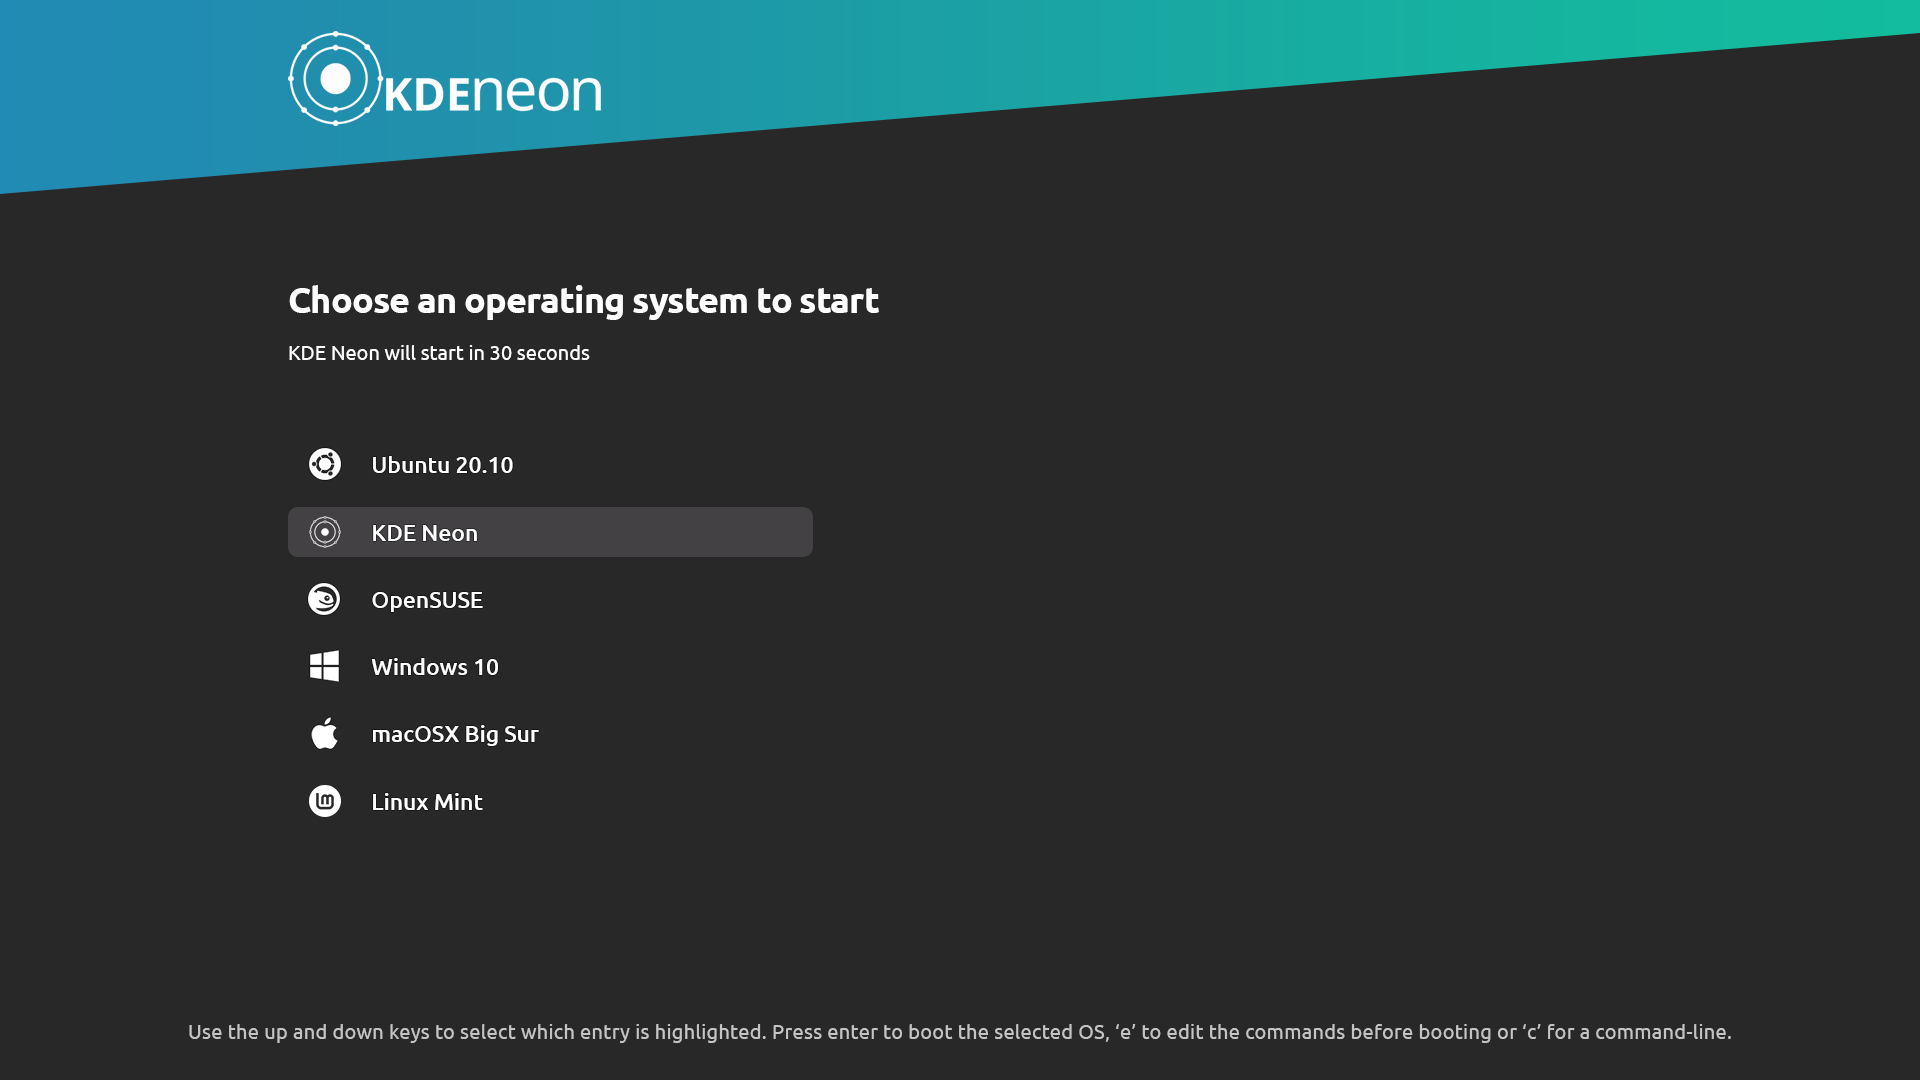 KDEneon
Choose an operating system to start
KDE Neon will start in 30 seconds
Ubuntu 20.10
KDE Neon
OpenSUSE
Windows 10
macOSX Big Sur
Linux Mint
Use the up and down keys to select which entry is highlighted. Press enter to boot the selected OS, ‘e’ to edit the commands before booting or ‘c’ for a command-line.